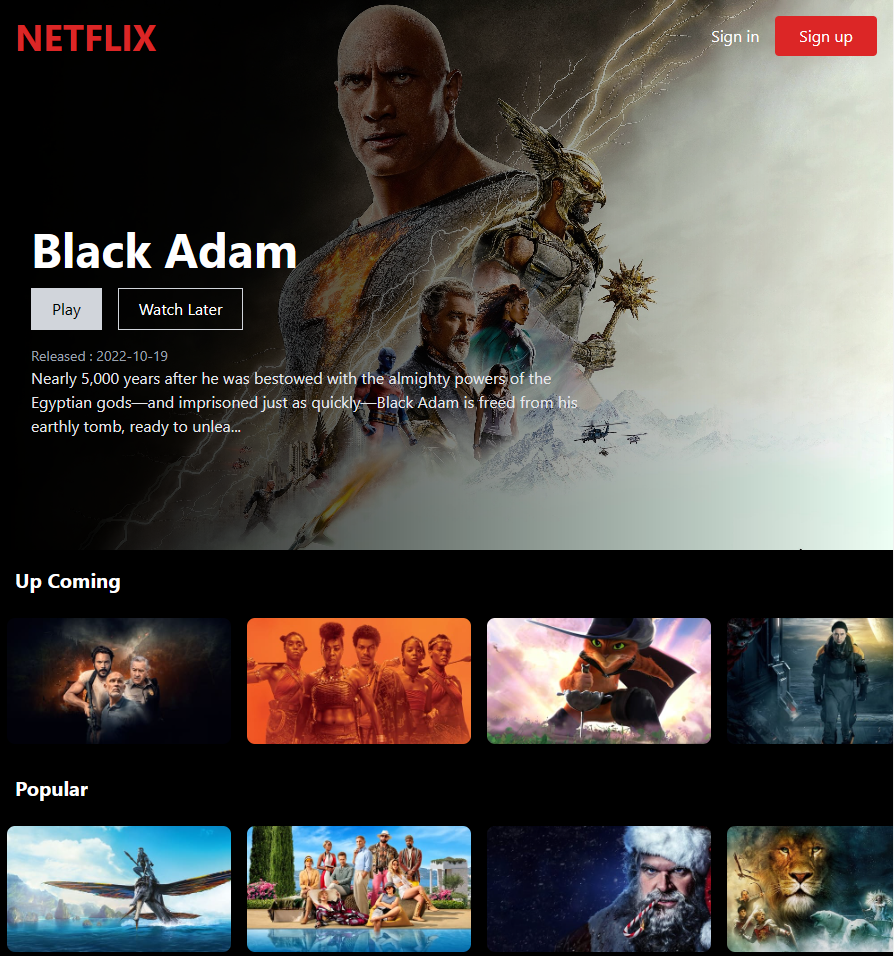 NETFLIX
Sign in
Sign up
Black Adam
Play
Watch Later
Released : 2022-10-19
Nearly 5,000 years after he was bestowed with the almighty powers of the
Egyptian gods—and imprisoned just as quickly—Black Adam is freed from his
earthly tomb, ready to unlea...
Up Coming
Popular